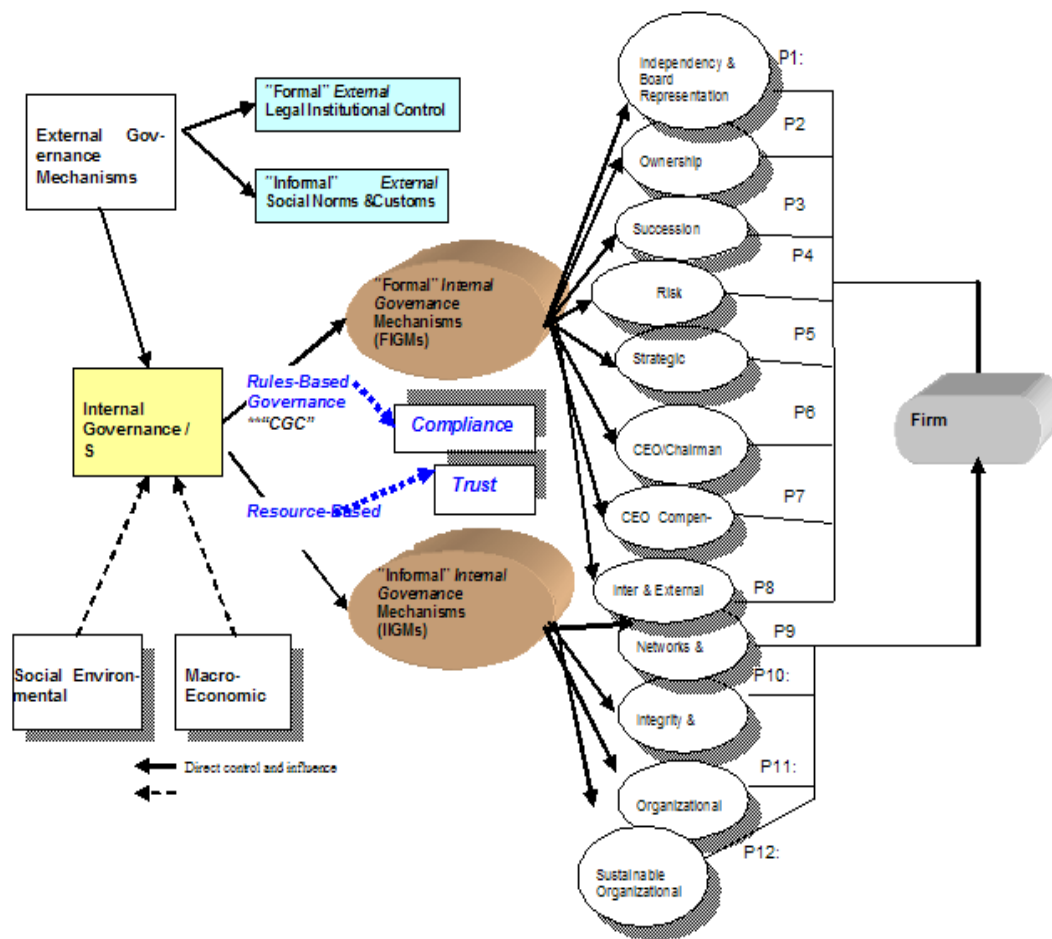 External Gov-
ernance
Mechanisms
"Formal" External
Legal Institutional Control
"Informal" External
Social Norms &Customs
Internal
Governance /
S
Social Environ-
mental
Macro-
Economic
Direct control and influence
"Formal" Internal
Governance
Mechanisms
(FIGMs)
Rules-Based
Governance
**"CGC"
Compliance
Trust
Resource-Based
"Informal" Internal
Governance
Mechanisms
(IIGMs)
Independency &
Board
Representation
Ownership
Succession
Risk
Strategic
CEO/Chairman
CEO Compen-
Inter & External
Networks &
Integrity &
Organizational
Sustainable
Organizational
P1:
P2
P3
P4
P5
P6
P7
P8
P9
P10:
P11:
P12:
Firm